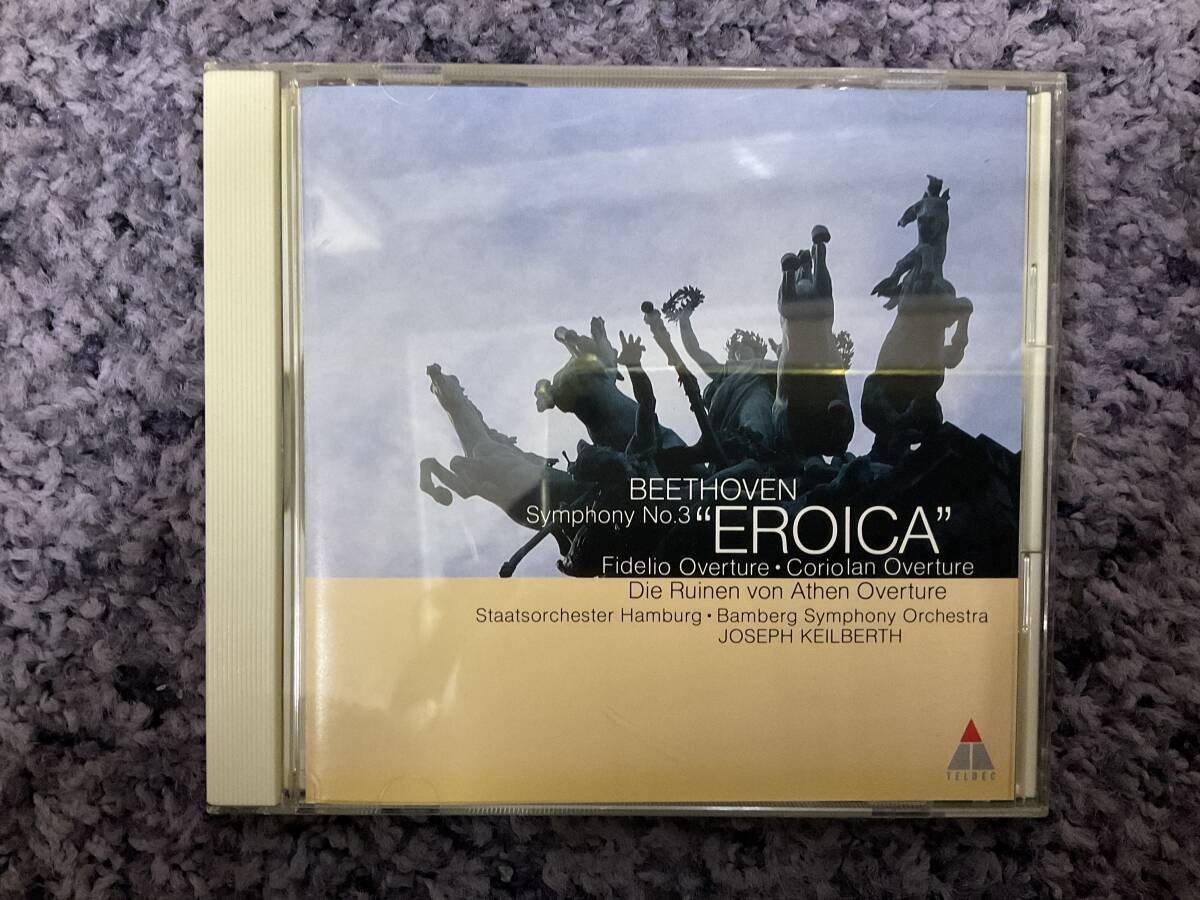 BEETHOVEN
Symphony No.3 “EROICA”
Fidelio Overture・Coriolan Overture
Die Ruinen von Athen Overture
Staatsorchester Hamburg・Bamberg Symphony Orchestra
JOSEPH KEILBERTH
TELDEC